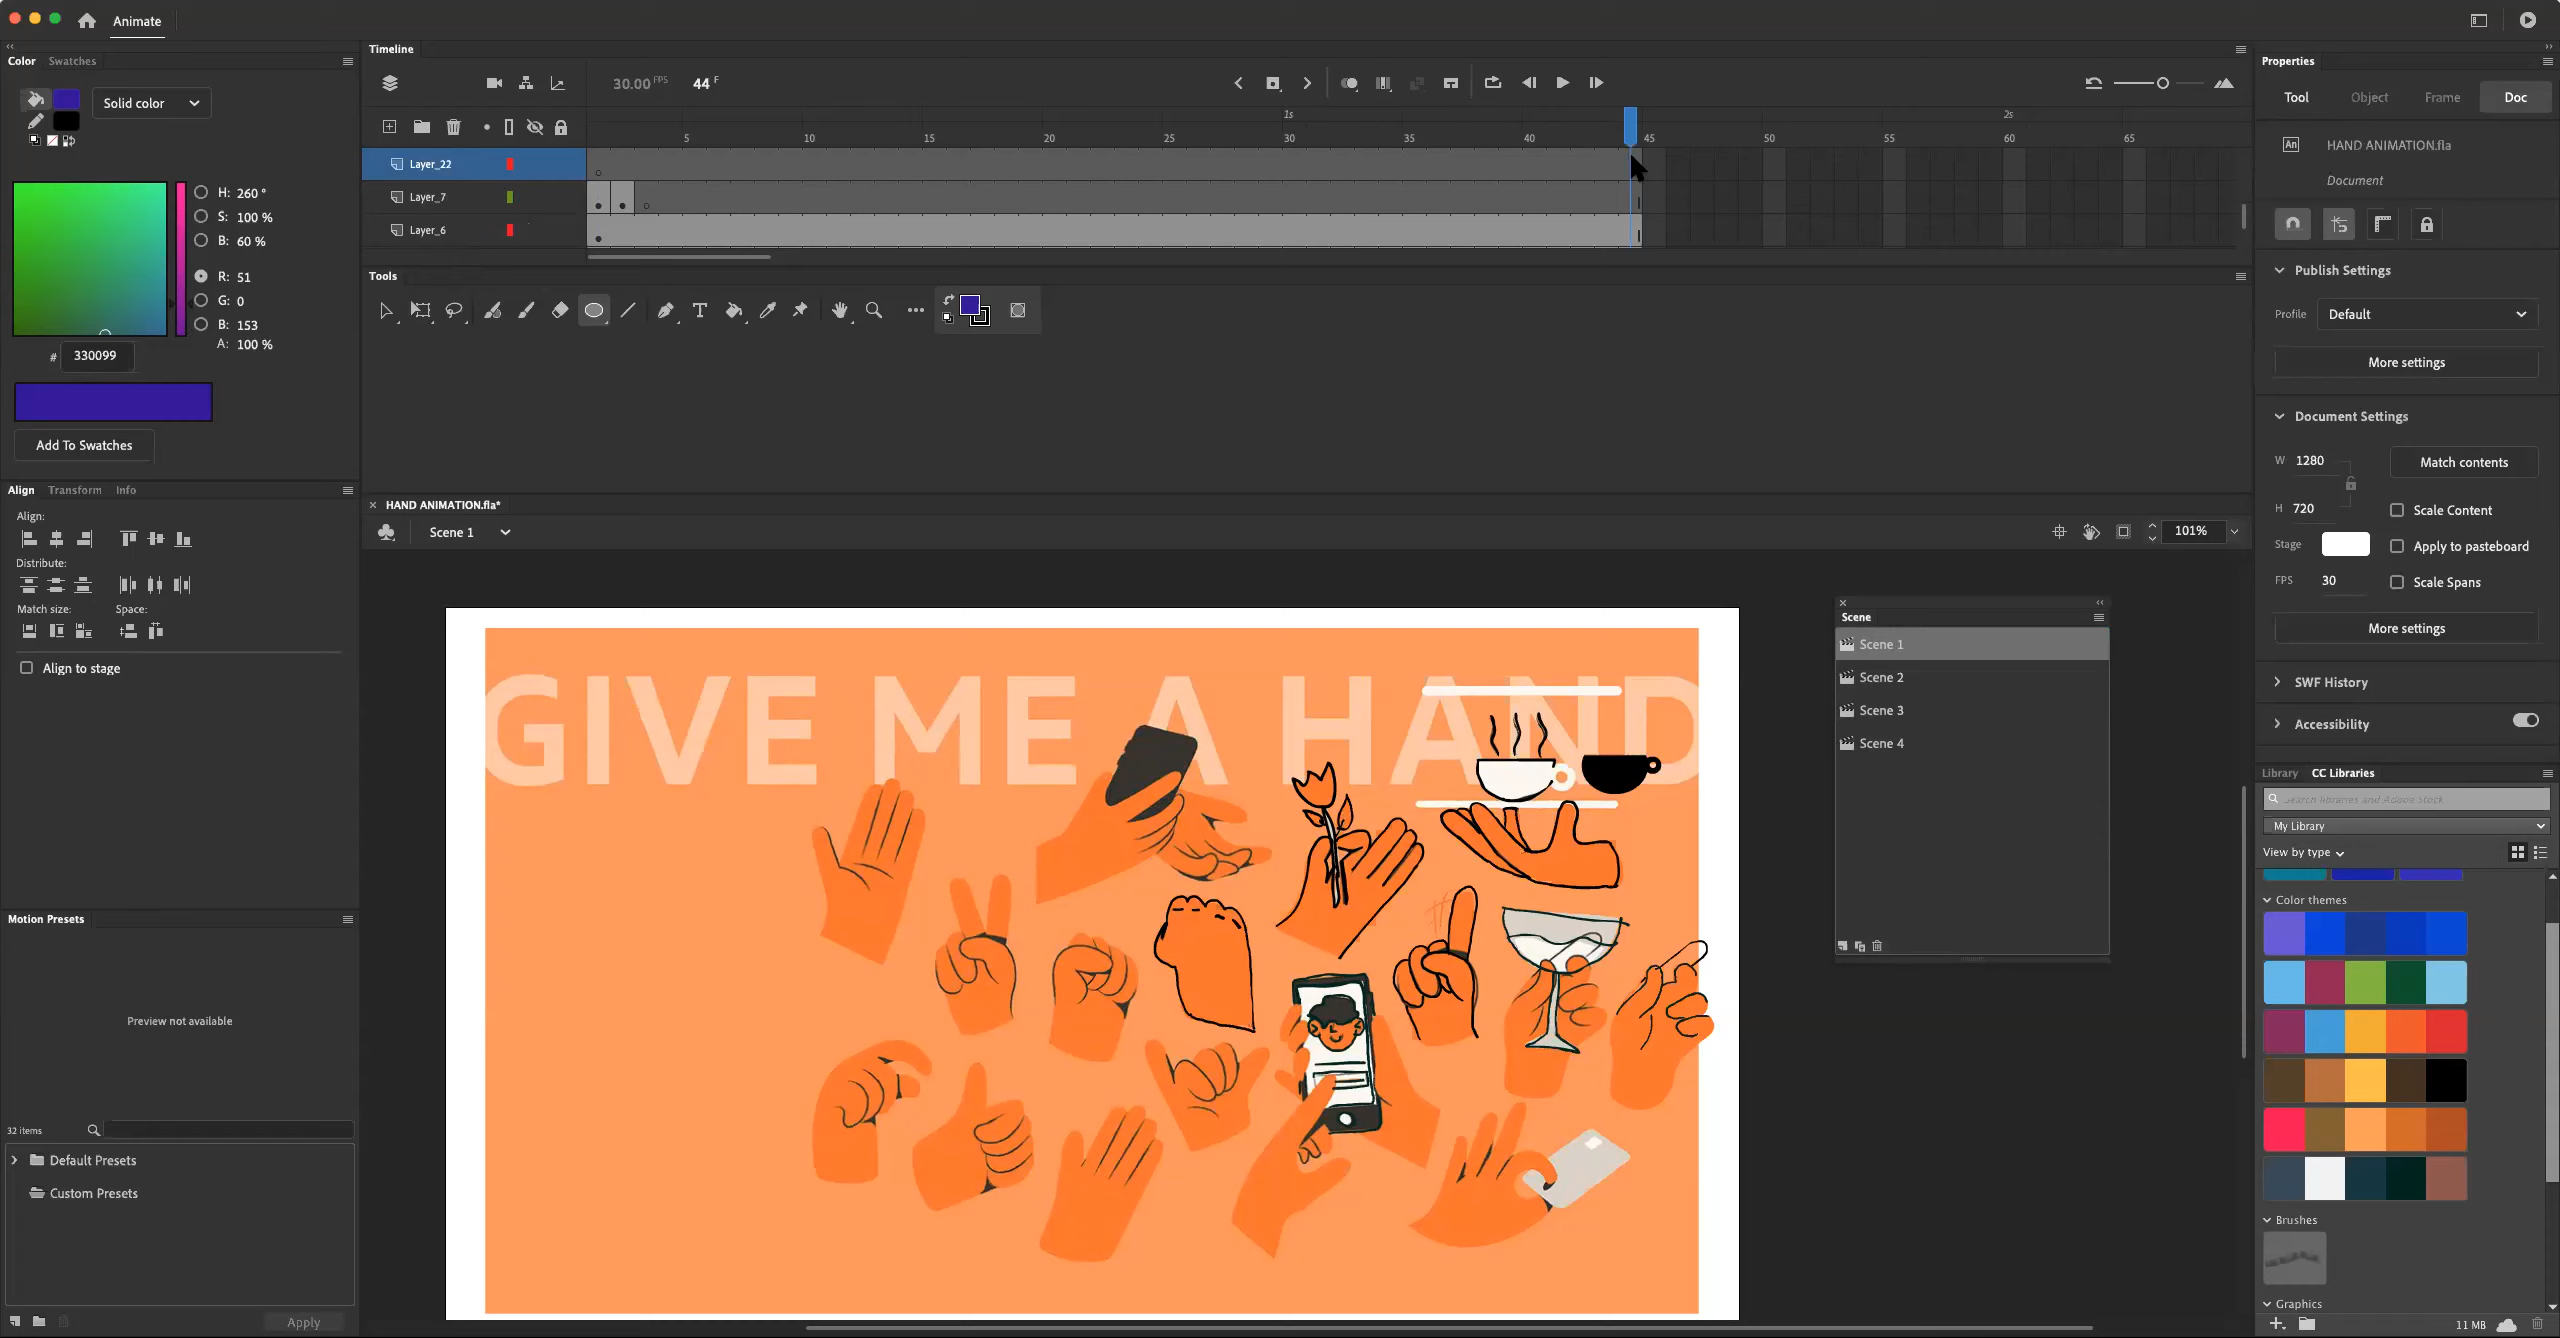 Animate
Color Swatches
Solid color
H: 260 °
S: 100 %
B: 60 %
R: 51
G: 0
B: 153
A: 100 %
# 330099
Add To Swatches
Align Transform Info
Align:
Distribute:
Match size: Space:
Align to stage
Motion Presets
Preview not available
32 items
Default Presets
Custom Presets
Apply
Timeline
30.00 FPS 44 F
1s 2s
5 10 15 20 25 30 35 40 45 50 55 60 65
Layer_22
Layer_7
Layer_6
Tools
HAND ANIMATION.fla*
Scene 1
101%
GIVE ME A HAND
Scene
Scene 1
Scene 2
Scene 3
Scene 4
Properties
Tool Object Frame Doc
An HAND ANIMATION.fla
Document
Publish Settings
Profile Default
More settings
Document Settings
W 1280 Match contents
H 720 Scale Content
Stage Apply to pasteboard
FPS 30 Scale Spans
More settings
SWF History
Accessibility
Library CC Libraries
Search libraries and Adobe Stock
My Library
View by type
Color themes
Brushes
Graphics
11 MB